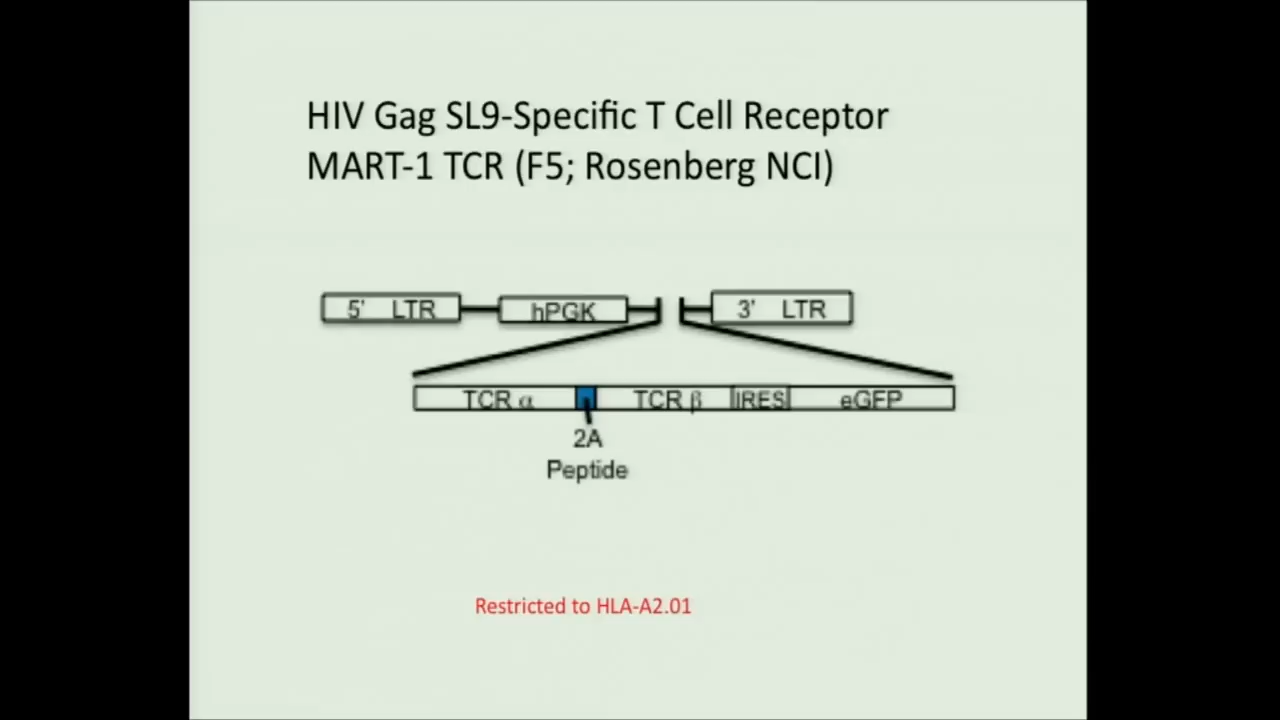 HIV Gag SL9-Specific T Cell Receptor
MART-1 TCR (F5; Rosenberg NCI)
5' LTR hPGK 3' LTR
TCR α TCR β IRES eGFP
2A
Peptide
Restricted to HLA-A2.01